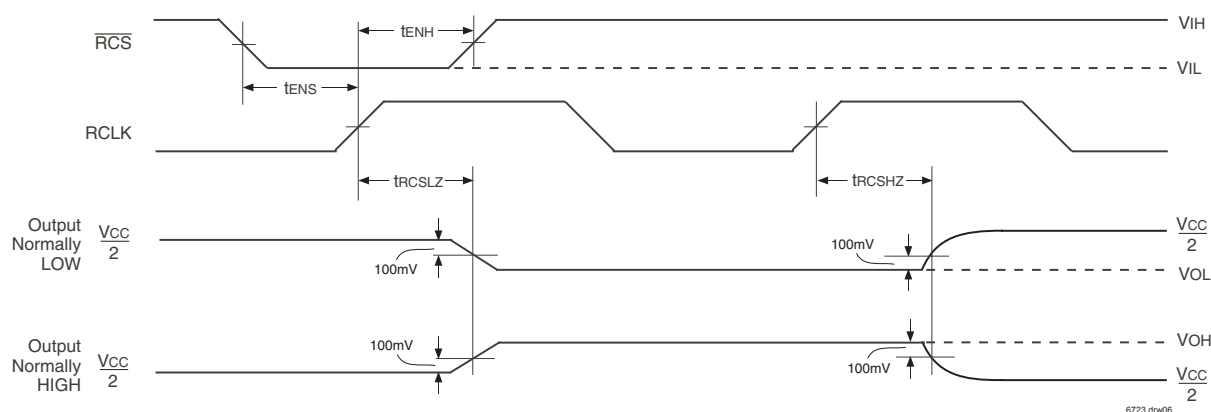 RCS
tENH
VIH
VIL
tENS
RCLK
tRCSLZ
tRCSHZ
Output
Normally
LOW
VCC
2
100mV
100mV
VCC
2
VOL
Output
Normally
HIGH
VCC
2
100mV
100mV
VOH
VCC
2
6723 drw06